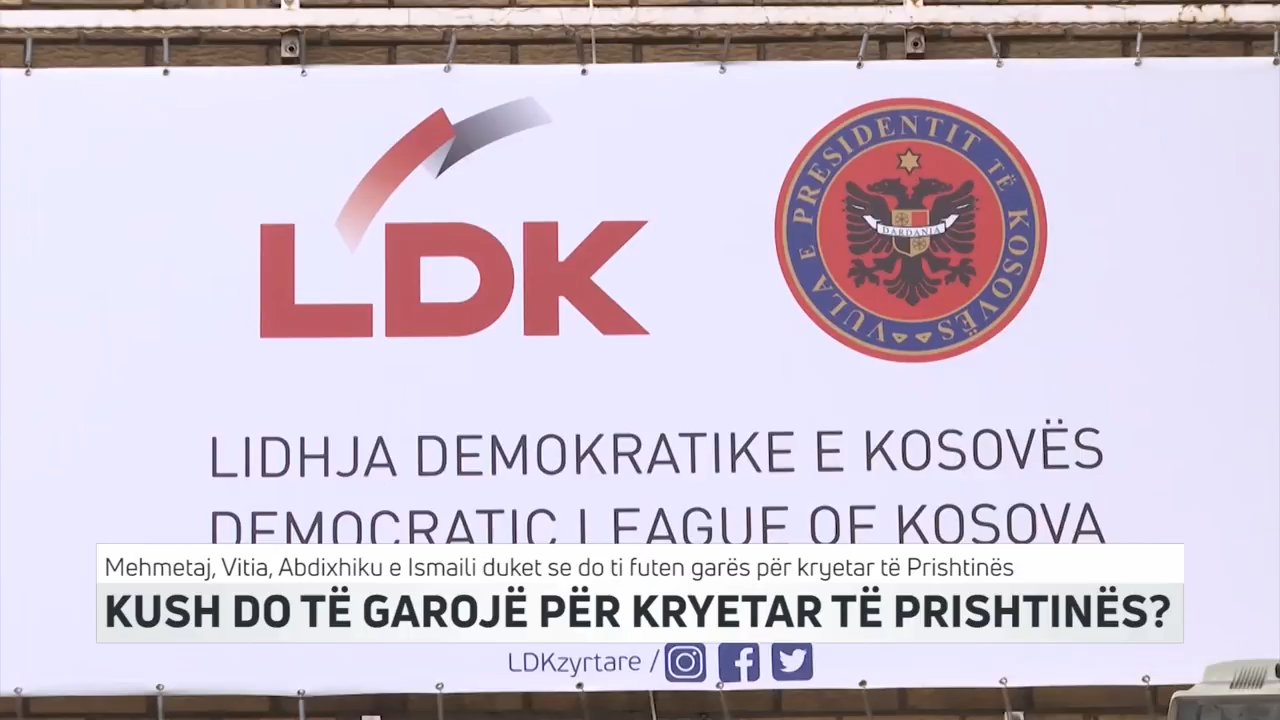 LDK
VULA E PRESIDENTIT TË KOSOVËS
DARDANIA
LIDHJA DEMOKRATIKE E KOSOVËS
DEMOCRATIC LEAGUE OF KOSOVA
Mehmetaj, Vitia, Abdixhiku e Ismaili duket se do ti futen garës për kryetar të Prishtinës
KUSH DO TË GAROJË PËR KRYETAR TË PRISHTINËS?
LDKzyrtare /